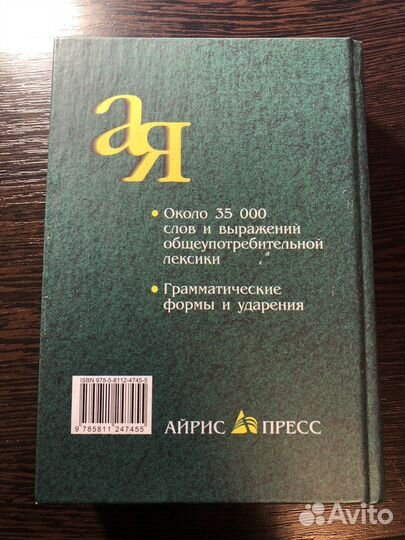 а
Я
• Около 35 000
слов и выражений
общеупотребительной
лексики
• Грамматические
формы и ударения
ISBN 978-5-8112-4745-5
9 785811 247455
АЙРИС ПРЕСС
Avito